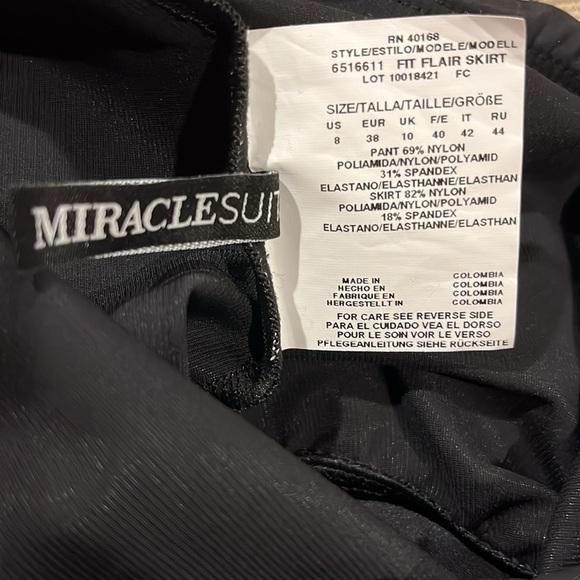 RN 40168
STYLE/ESTILO/MODELE/MODELL
6516611 FIT FLAIR SKIRT
LOT 10018421 FC
SIZE/TALLA/TAILLE/GRÖßE
US EUR UK F/E IT RU
8 38 10 40 42 44
PANT 69% NYLON
POLIAMIDA/NYLON/POLYAMID
31% SPANDEX
ELASTANO/ELASTHANNE/ELASTHAN
SKIRT 82% NYLON
POLIAMIDA/NYLON/POLYAMID
18% SPANDEX
ELASTANO/ELASTHANNE/ELASTHAN
MADE IN COLOMBIA
HECHO EN COLOMBIA
FABRIQUE EN COLOMBIA
HERGESTELLT IN COLOMBIA
FOR CARE SEE REVERSE SIDE
PARA EL CUIDADO VEA EL DORSO
POUR LE SOIN VOIR LE VERSO
PFLEGEANLEITUNG SIEHE RÜCKSEITE
MIRACLESUIT